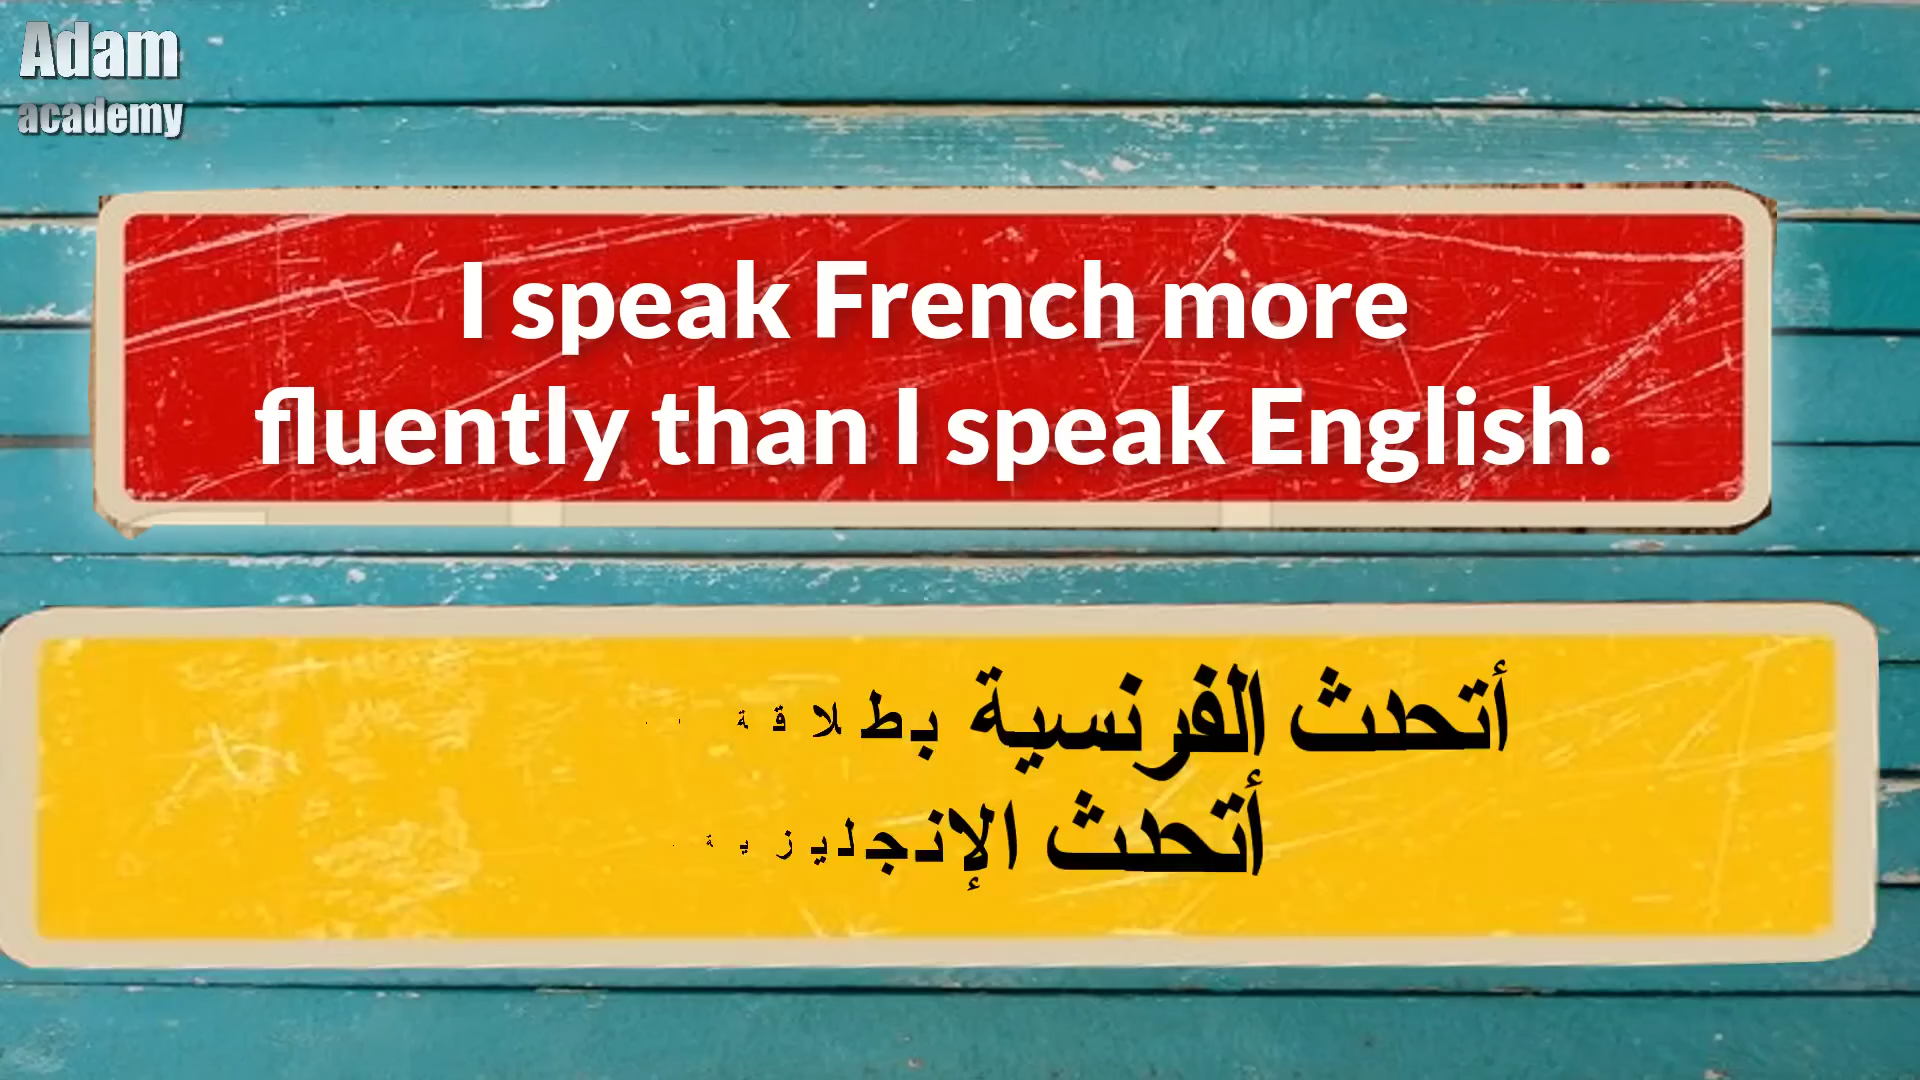 Adam
academy
I speak French more
fluently than I speak English.
أتحدث الفرنسية بطلاقة
أتحدث الإنجليزية